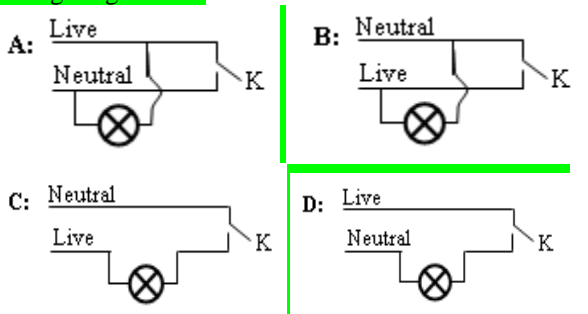 A: Live
Neutral
K
B: Neutral
Live
K
C: Neutral
Live
K
D: Live
Neutral
K